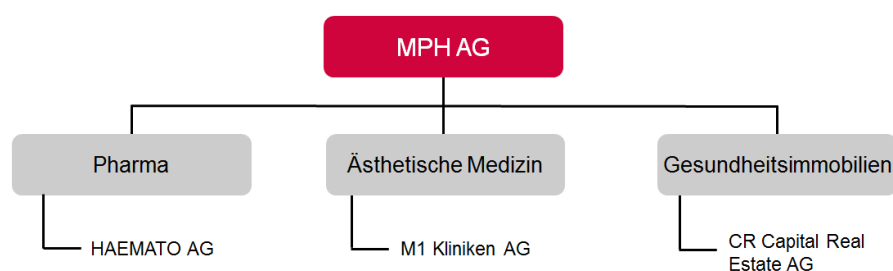 MPH AG
Pharma
Ästhetische Medizin
Gesundheitsimmobilien
HAEMATO AG
M1 Kliniken AG
CR Capital Real
Estate AG